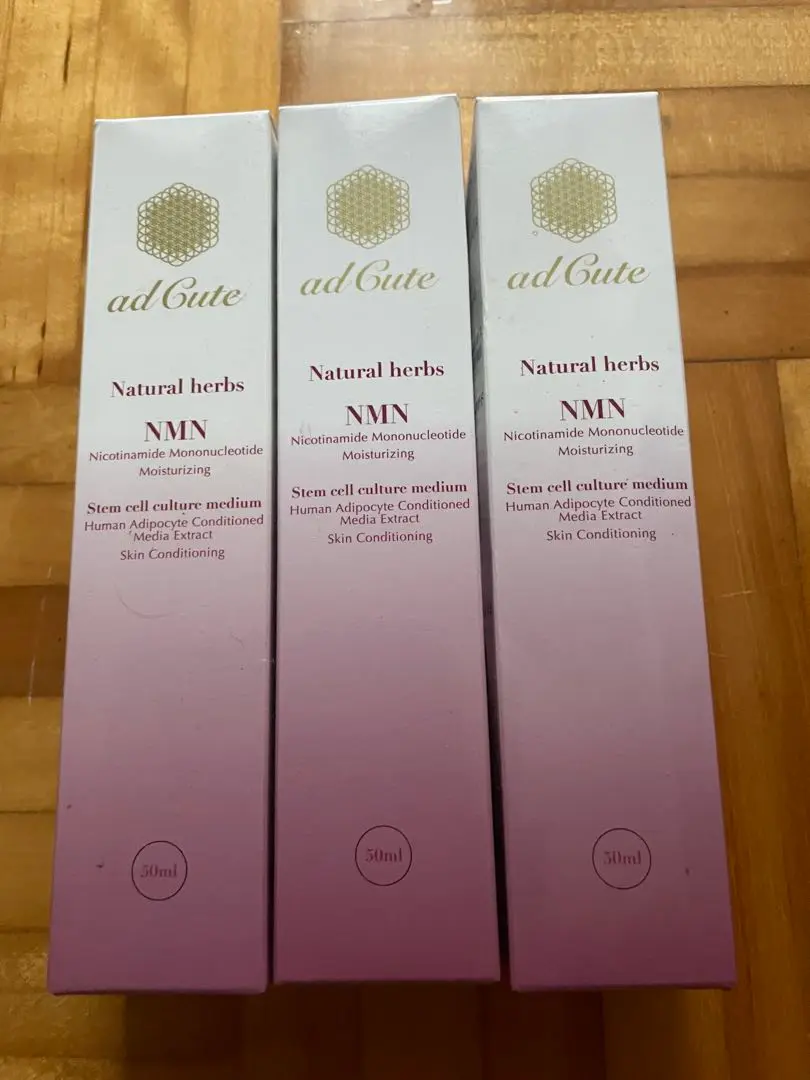 ad Cute
Natural herbs
NMN
Nicotinamide Mononucleotide
Moisturizing
Stem cell culture medium
Human Adipocyte Conditioned
Media Extract
Skin Conditioning
50ml
ad Cute
Natural herbs
NMN
Nicotinamide Mononucleotide
Moisturizing
Stem cell culture medium
Human Adipocyte Conditioned
Media Extract
Skin Conditioning
50ml
ad Cute
Natural herbs
NMN
Nicotinamide Mononucleotide
Moisturizing
Stem cell culture medium
Human Adipocyte Conditioned
Media Extract
Skin Conditioning
50ml